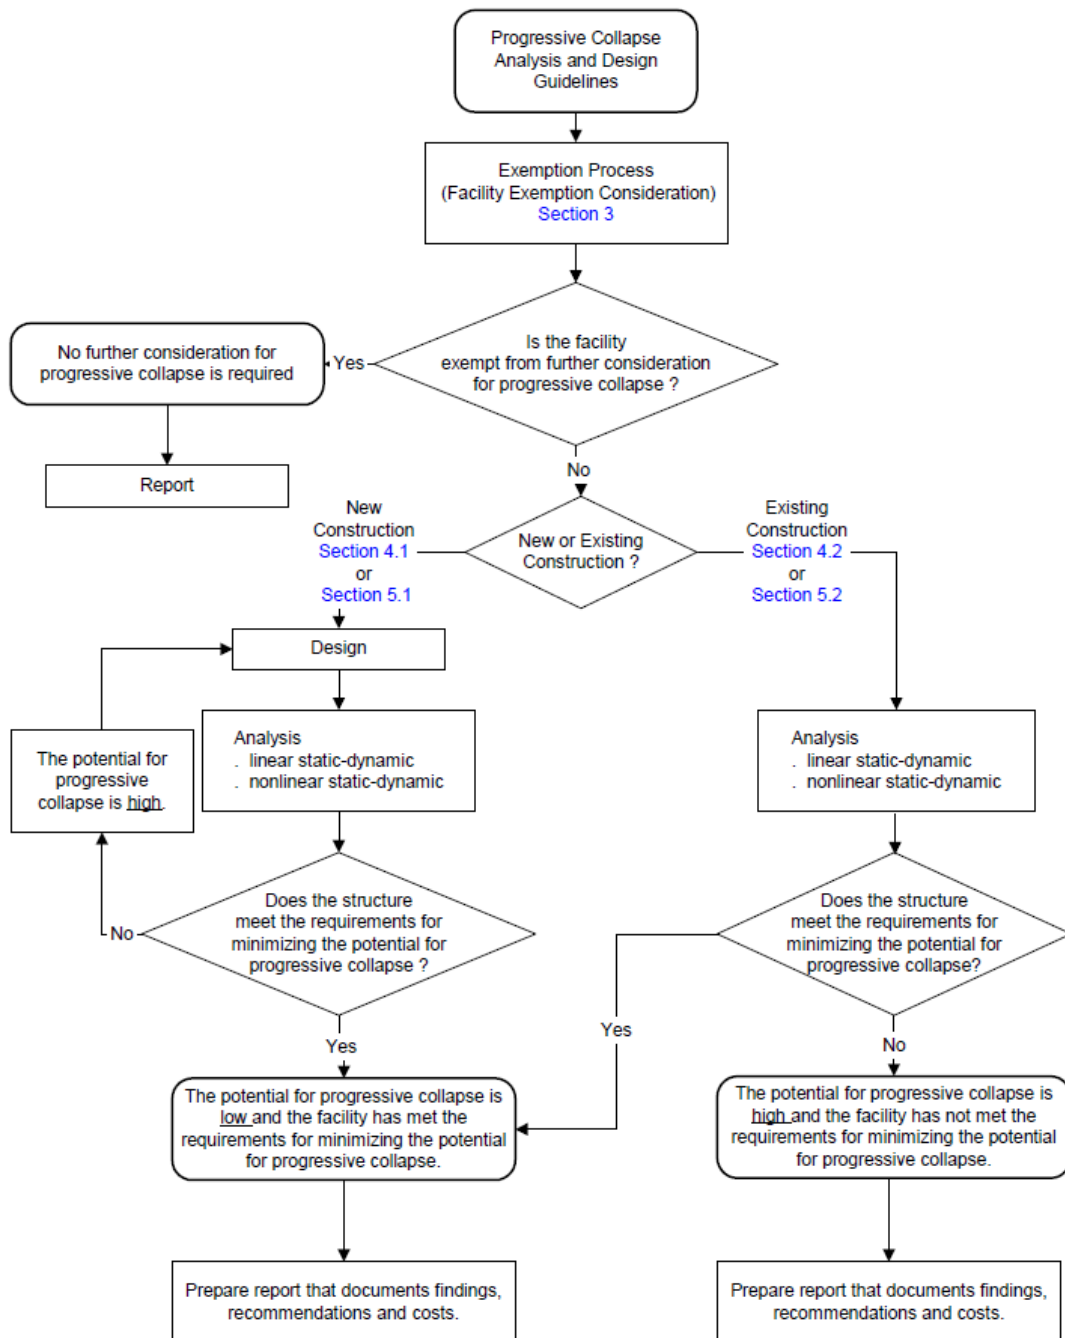 Progressive Collapse
Analysis and Design
Guidelines
Exemption Process
(Facility Exemption Consideration)
Section 3
Is the facility
exempt from further consideration
for progressive collapse ?
Yes
No further consideration for
progressive collapse is required
Report
No
New or Existing
Construction ?
New
Construction
Section 4.1
or
Section 5.1
Existing
Construction
Section 4.2
or
Section 5.2
Design
Analysis
. linear static-dynamic
. nonlinear static-dynamic
The potential for
progressive
collapse is high.
Analysis
. linear static-dynamic
. nonlinear static-dynamic
Does the structure
meet the requirements for
minimizing the potential for
progressive collapse ?
No
Does the structure
meet the requirements for
minimizing the potential for
progressive collapse?
Yes
Yes
No
The potential for progressive collapse is
low and the facility has met the
requirements for minimizing the potential
for progressive collapse.
The potential for progressive collapse is
high and the facility has not met the
requirements for minimizing the potential
for progressive collapse.
Prepare report that documents findings,
recommendations and costs.
Prepare report that documents findings,
recommendations and costs.